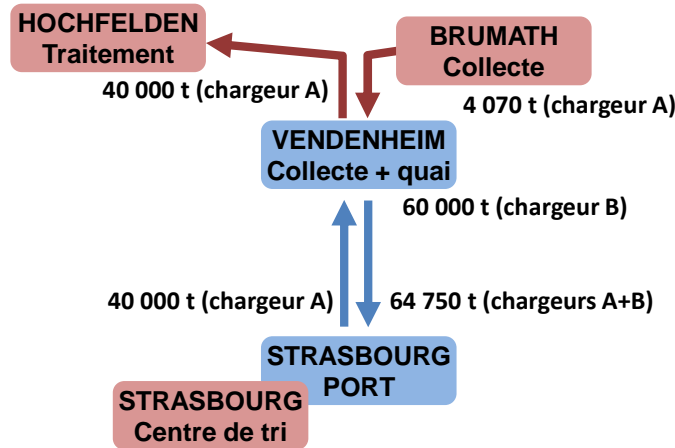 HOCHFELDEN
Traitement
BRUMATH
Collecte
40 000 t (chargeur A)
4 070 t (chargeur A)
VENDENHEIM
Collecte + quai
60 000 t (chargeur B)
40 000 t (chargeur A)
64 750 t (chargeurs A+B)
STRASBOURG
PORT
STRASBOURG
Centre de tri